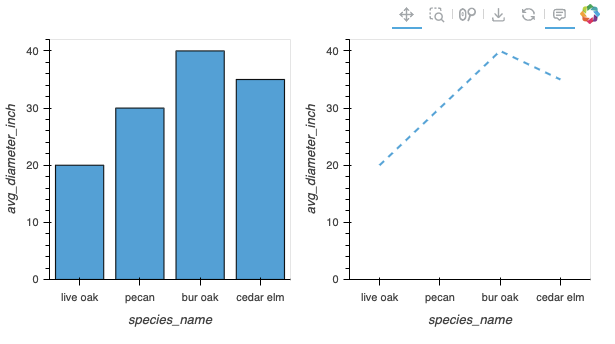 40
30
20
10
0
avg_diameter_inch
live oak
pecan
bur oak
cedar elm
species_name
40
30
20
10
0
avg_diameter_inch
live oak
pecan
bur oak
cedar elm
species_name